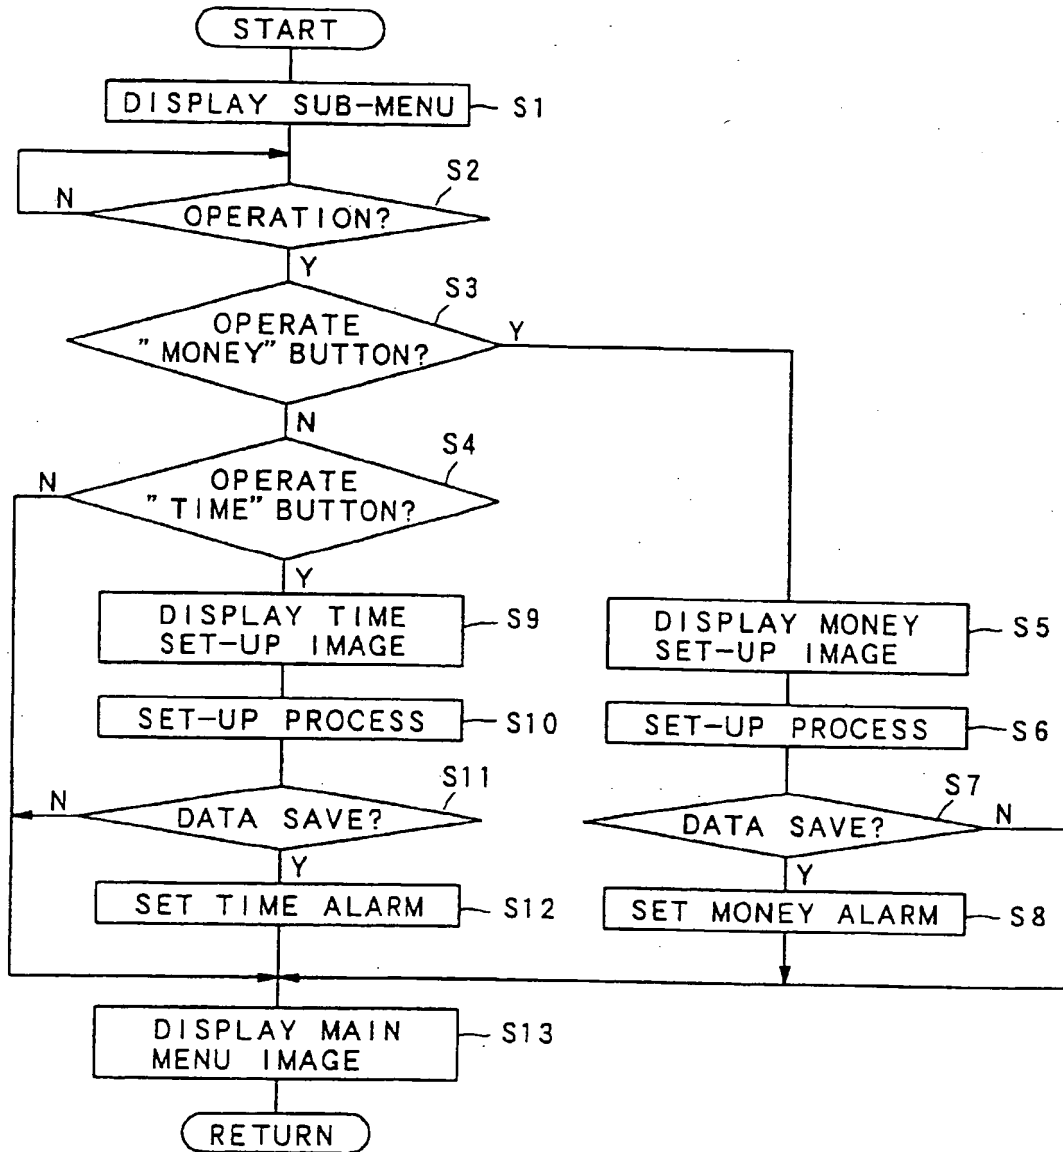 START
DISPLAY SUB-MENU
S1
S2
N
OPERATION?
Y
S3
OPERATE
"MONEY" BUTTON?
Y
N
S4
N
OPERATE
"TIME" BUTTON?
Y
DISPLAY TIME
SET-UP IMAGE
S9
DISPLAY MONEY
SET-UP IMAGE
S5
SET-UP PROCESS
S10
SET-UP PROCESS
S6
S11
N
DATA SAVE?
Y
S7
DATA SAVE?
N
Y
SET TIME ALARM
S12
SET MONEY ALARM
S8
DISPLAY MAIN
MENU IMAGE
S13
RETURN